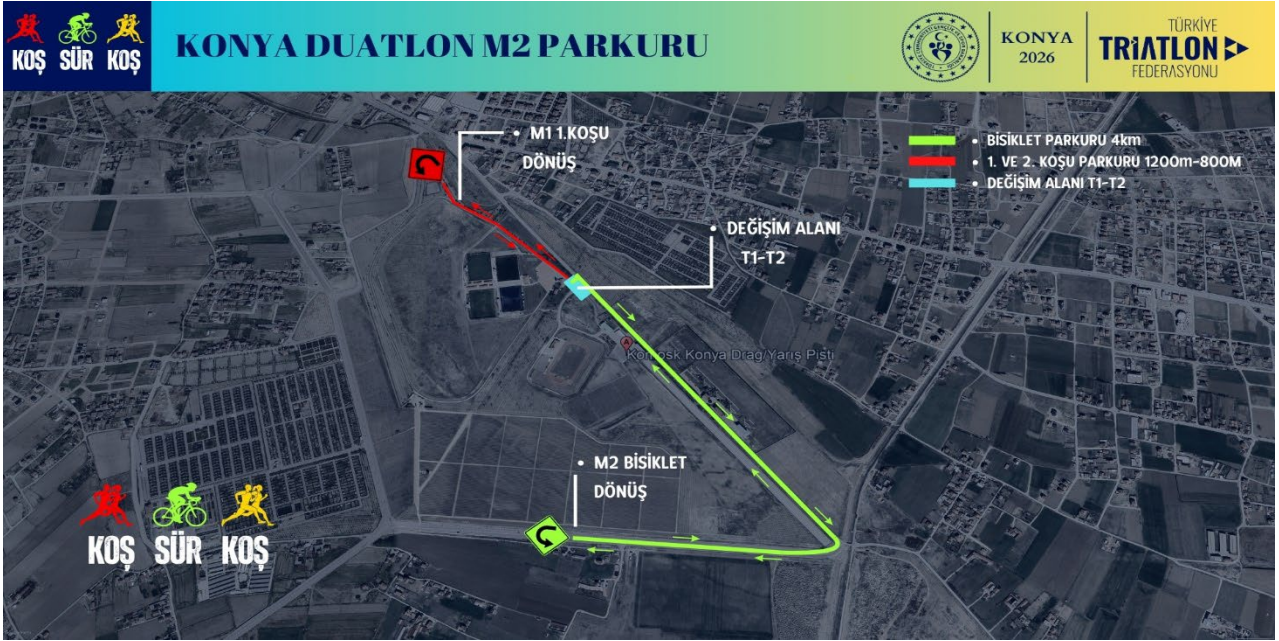 KOŞ SÜR KOŞ
KONYA DUATLON M2 PARKURU
KONYA
2026
TÜRKİYE
TRİATLON
FEDERASYONU
• M1 1.KOŞU
DÖNÜŞ
• BİSİKLET PARKURU 4km
• 1. VE 2. KOŞU PARKURU 1200m-800M
• DEĞİŞİM ALANI T1-T2
• DEĞİŞİM ALANI
T1-T2
A
Konya Drag/Yarış Pisti
• M2 BİSİKLET
DÖNÜŞ
KOŞ SÜR KOŞ